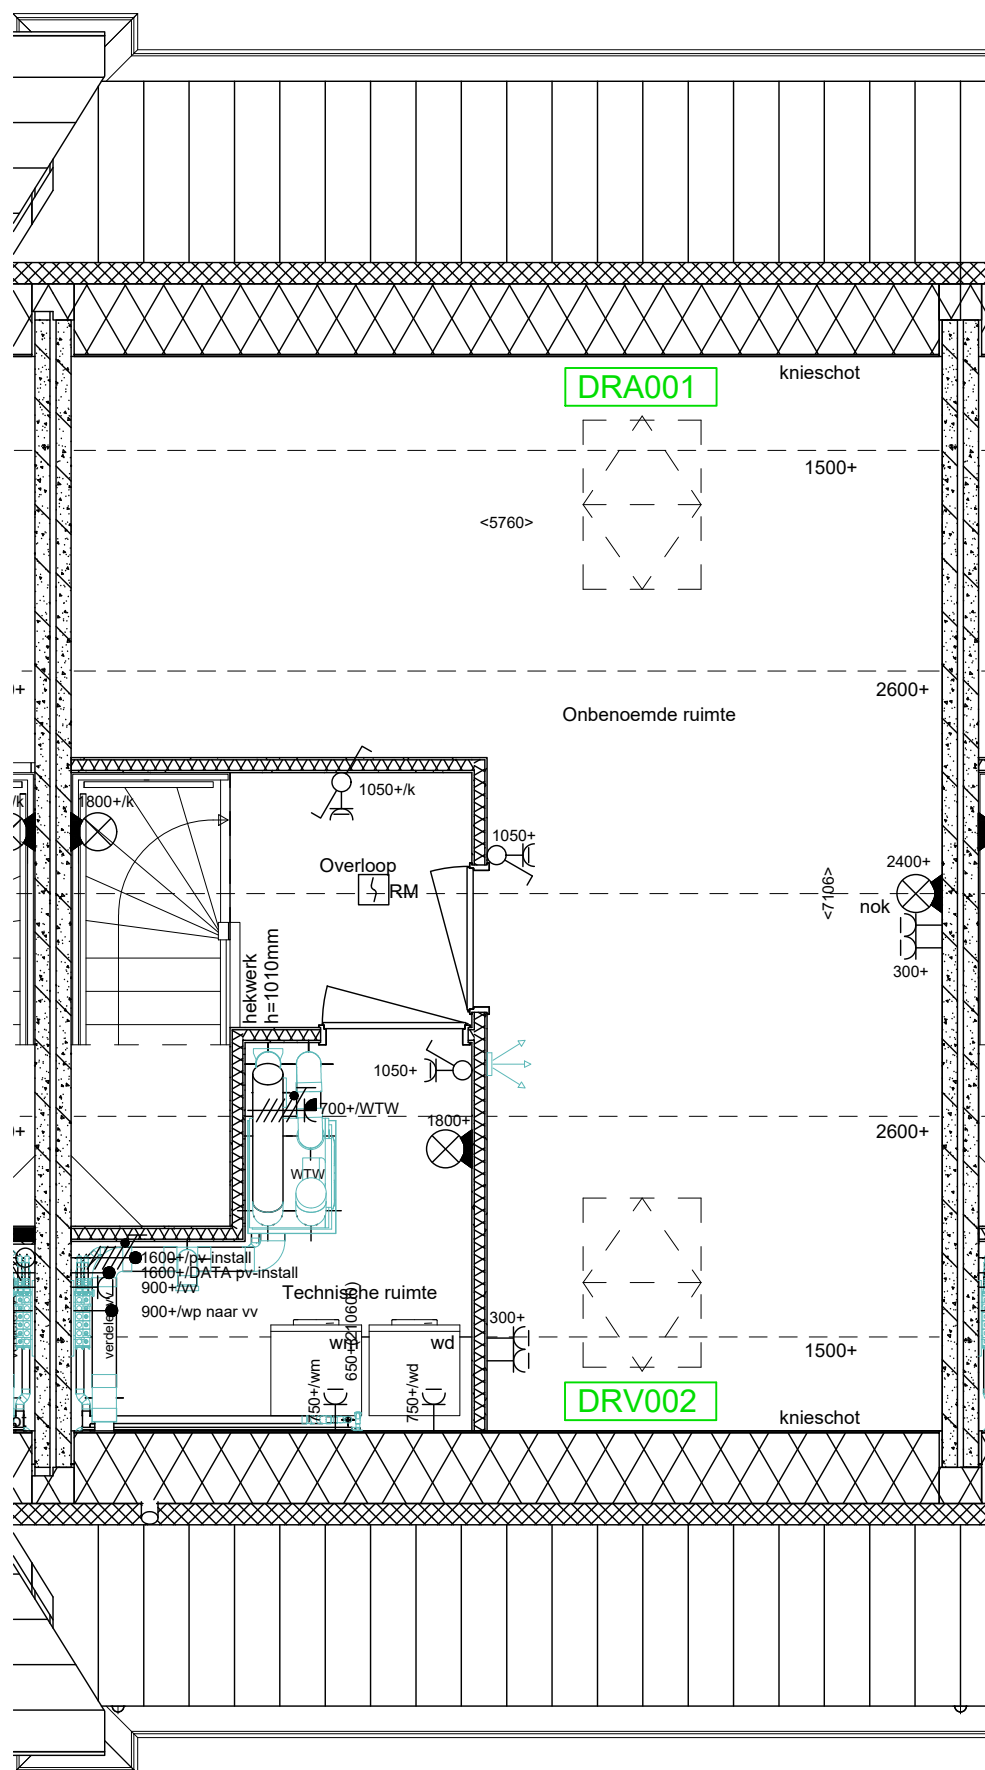 knieschot
DRA001
1500+
<5760>
2600+
Onbenoemde ruimte
1050+/k
1800+/k
/k
1050+
Overloop
RM
2400+
<7106>
nok
300+
hekwerk
h=1010mm
1050+
700+/WTW
1800+
2600+
WTW
1600+/pv-install
1600+/DATA pv-install
900+/vv
900+/wp naar vv
Technische ruimte
300+
wm
wd
1500+
750+/wm
750+/wd
DRV002
knieschot